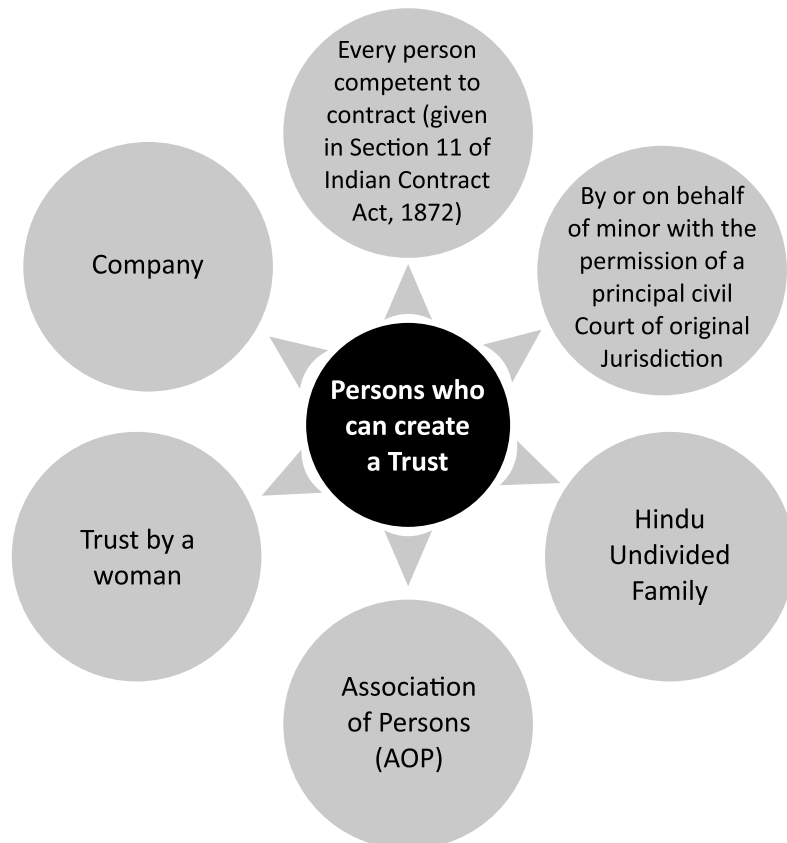 Every person
competent to
contract (given
in Section 11 of
Indian Contract
Act, 1872)
By or on behalf
of minor with the
permission of a
principal civil
Court of original
Jurisdiction
Company
Persons who
can create
a Trust
Hindu
Undivided
Family
Trust by a
woman
Association
of Persons
(AOP)